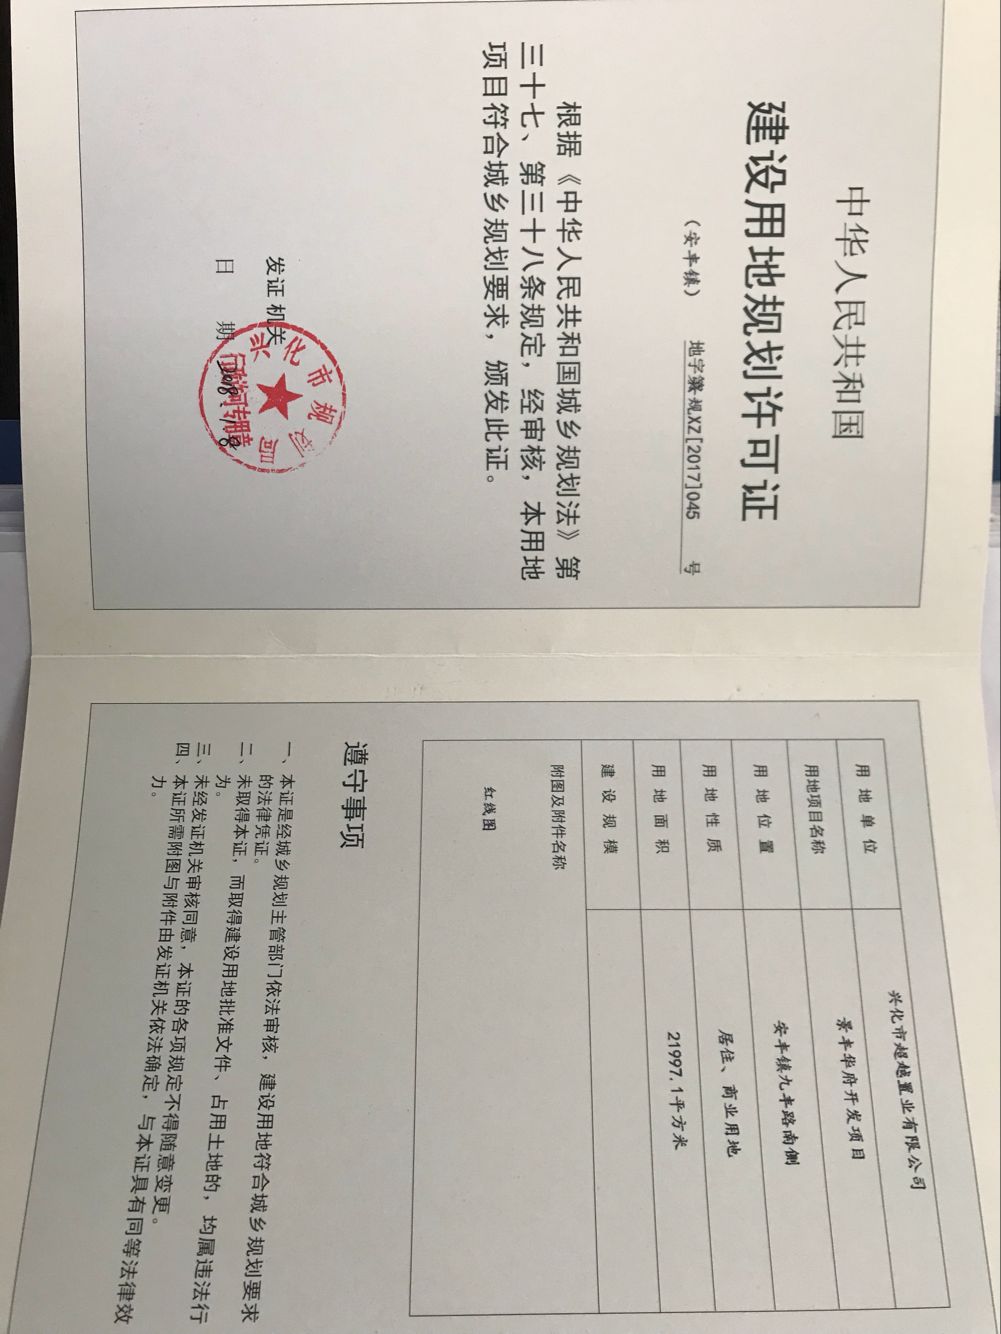 中华人民共和国
建设用地规划许可证
（安丰镇）
地字第 规XZ[2017]045 号
根据《中华人民共和国城乡规划法》第
三十七、第三十八条规定，经审核，本用地
项目符合城乡规划要求，颁发此证。
发证机关
日 期
兴化市规划局
用地单位 兴化市超越置业有限公司
用地项目名称 景丰华府开发项目
用地位置 安丰镇九丰路南侧
用地性质 居住、商业用地
用地面积 21997.1平方米
建设规模
附图及附件名称
红线图
遵守事项
一、本证是经城乡规划主管部门依法审核，建设用地符合城乡规划要求
的法律凭证。
二、未取得本证，而取得建设用地批准文件、占用土地的，均属违法行
为。
三、未经发证机关审核同意，本证的各项规定不得随意变更。
四、本证所需附图与附件由发证机关依法确定，与本证具有同等法律效
力。